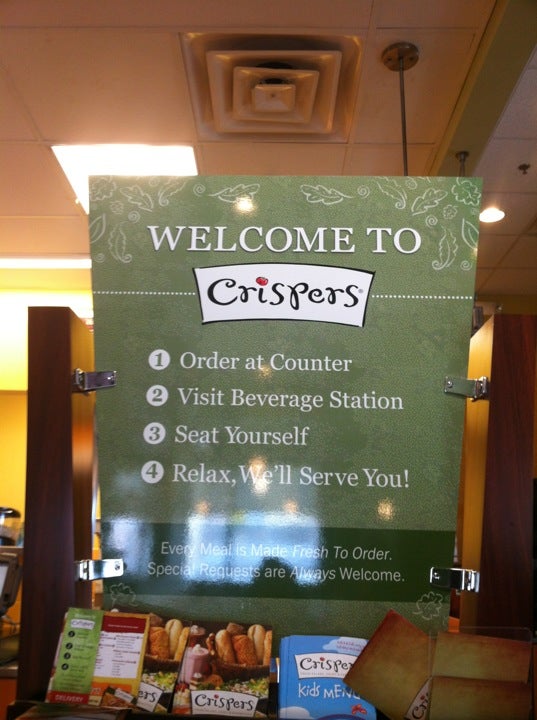 WELCOME TO
Crispers
1 Order at Counter
2 Visit Beverage Station
3 Seat Yourself
4 Relax, We'll Serve You!
Every Meal is Made Fresh To Order.
Special Requests are Always Welcome.
Crispers
DELIVERY
Crispers
Crispers
Kids MENU